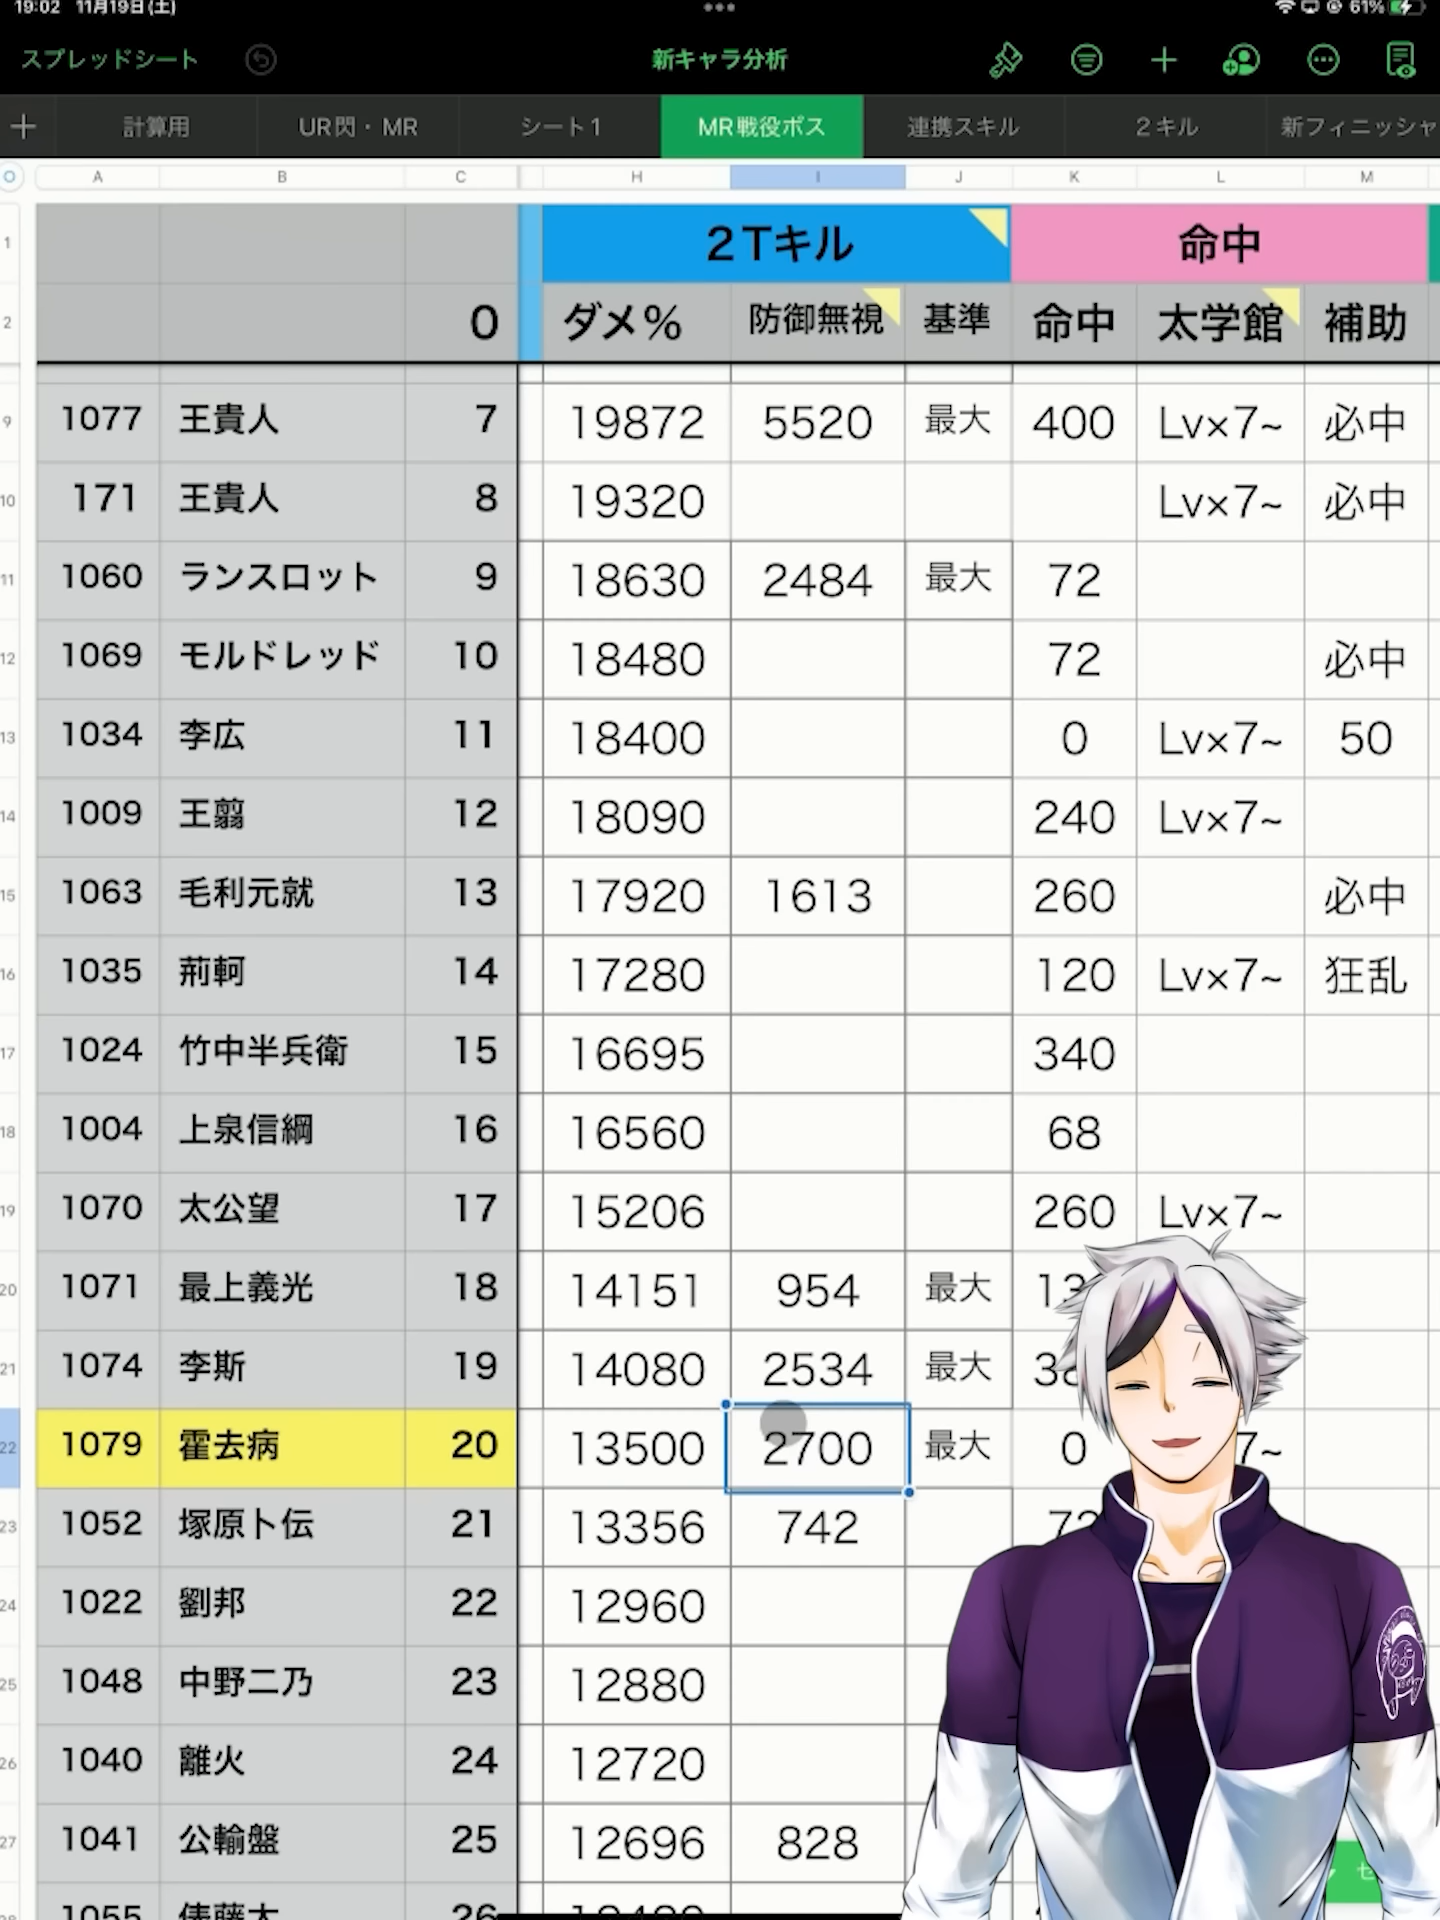 19:02 11月19日(土)
61%
スプレッドシート 新キャラ分析
計算用 UR閃・MR シート1 MR戦役ボス 連携スキル 2キル 新フィニッシャ
A B C H I J K L M
1 2Tキル 命中
2 0 ダメ% 防御無視 基準 命中 太学館 補助
9 1077 王貴人 7 19872 5520 最大 400 Lv×7~ 必中
10 171 王貴人 8 19320 Lv×7~ 必中
11 1060 ランスロット 9 18630 2484 最大 72
12 1069 モルドレッド 10 18480 72 必中
13 1034 李広 11 18400 0 Lv×7~ 50
14 1009 王翦 12 18090 240 Lv×7~
15 1063 毛利元就 13 17920 1613 260 必中
16 1035 荊軻 14 17280 120 Lv×7~ 狂乱
17 1024 竹中半兵衛 15 16695 340
18 1004 上泉信綱 16 16560 68
19 1070 太公望 17 15206 260 Lv×7~
20 1071 最上義光 18 14151 954 最大
21 1074 李斯 19 14080 2534 最大
22 1079 霍去病 20 13500 2700 最大 0 7~
23 1052 塚原卜伝 21 13356 742
24 1022 劉邦 22 12960
25 1048 中野二乃 23 12880
26 1040 離火 24 12720
27 1041 公輸盤 25 12696 828
28 1055 俵藤太 26